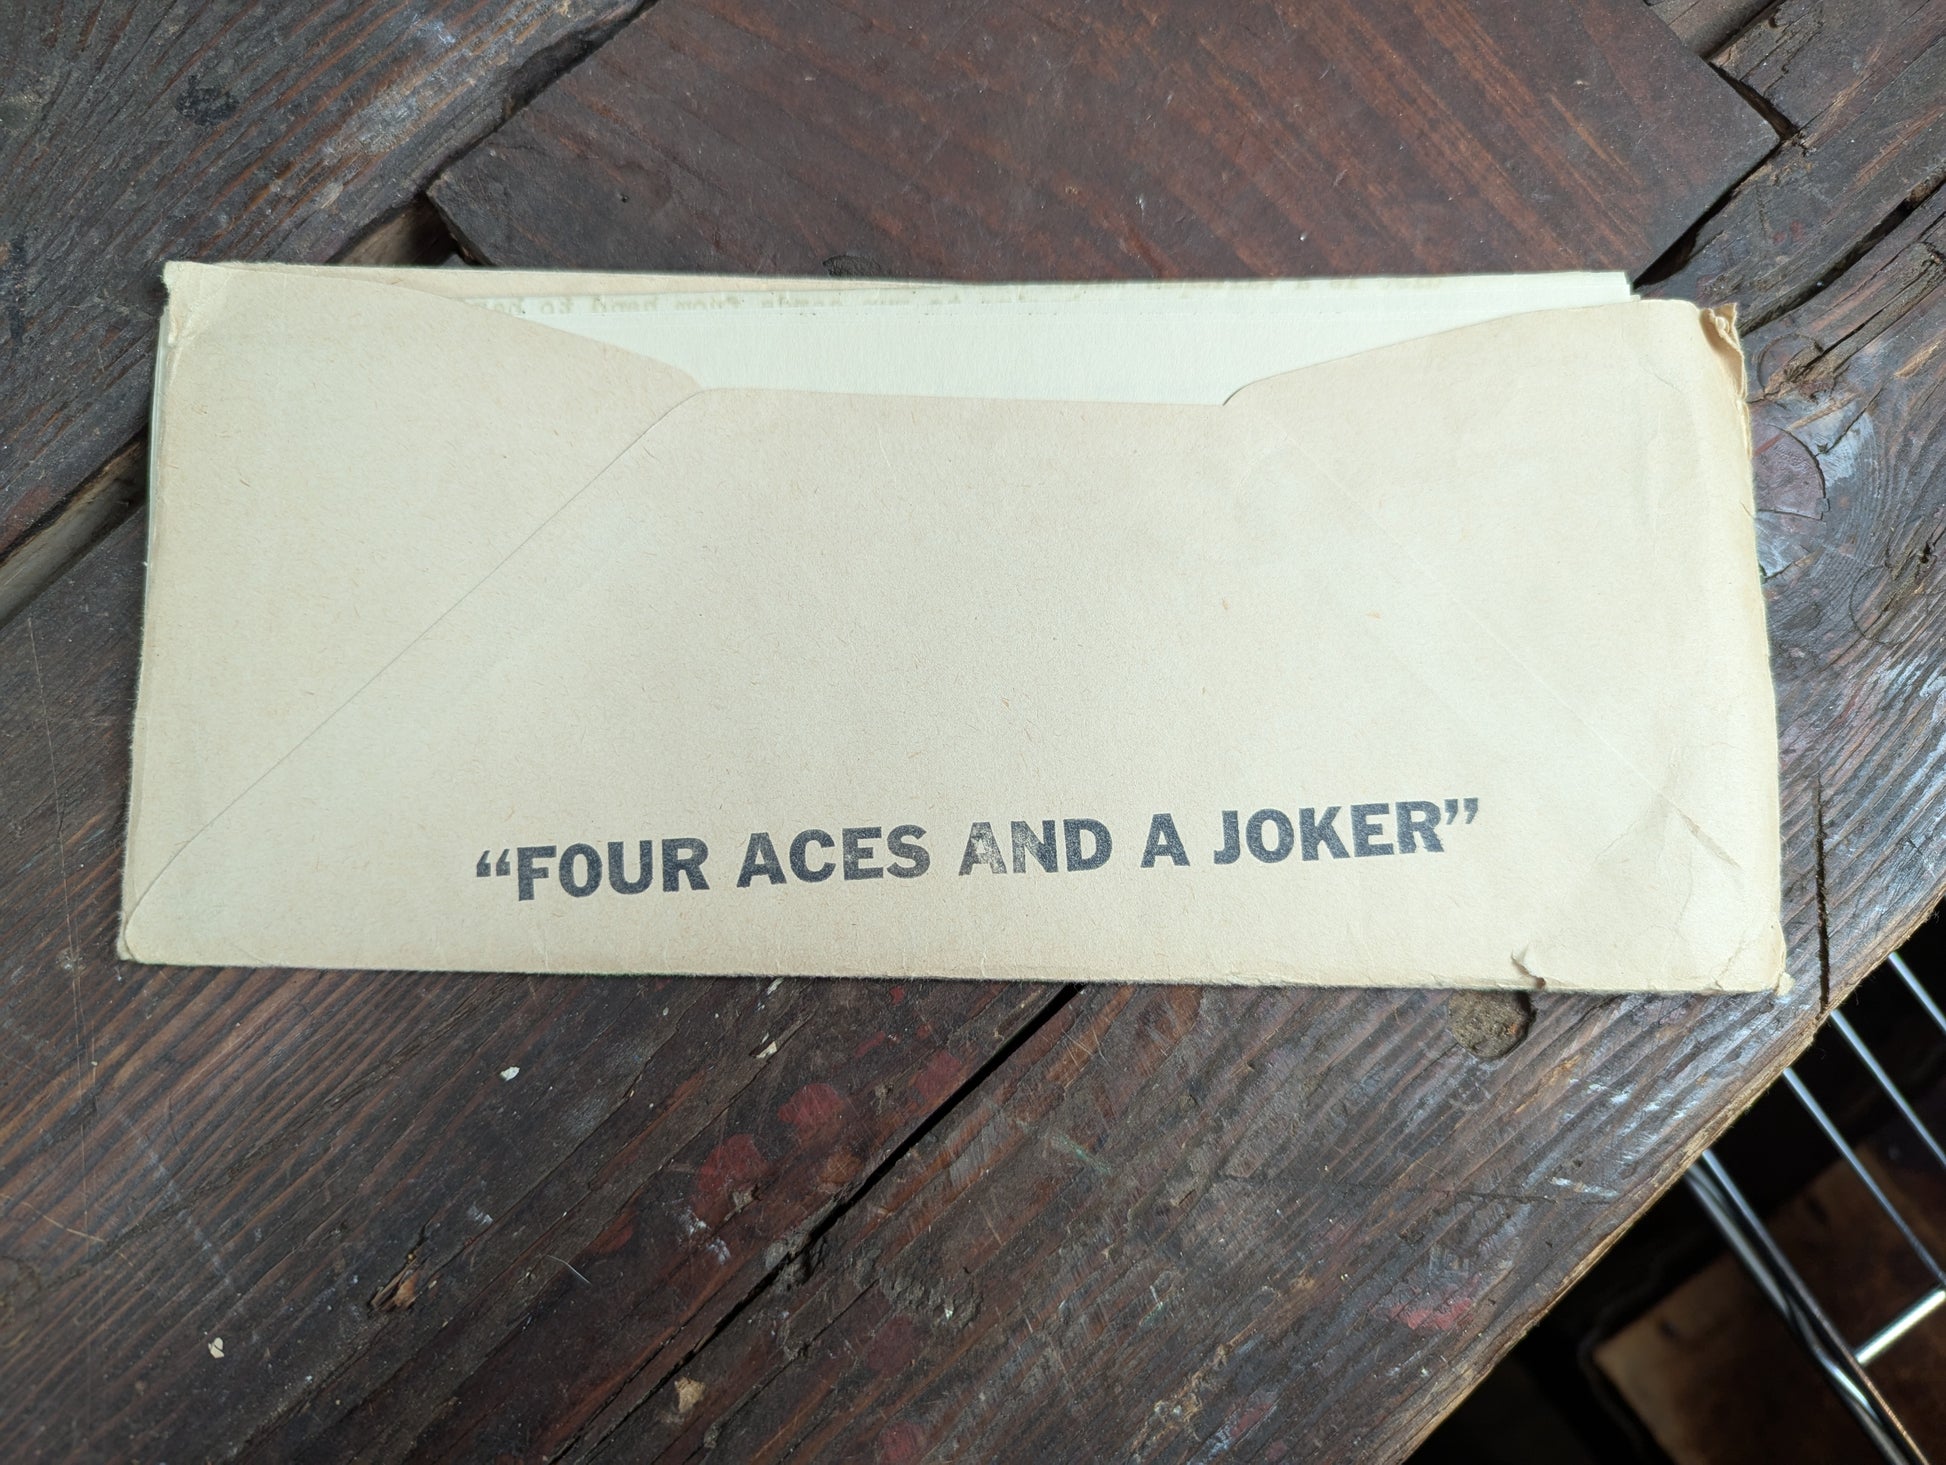 “FOUR ACES AND A JOKER”